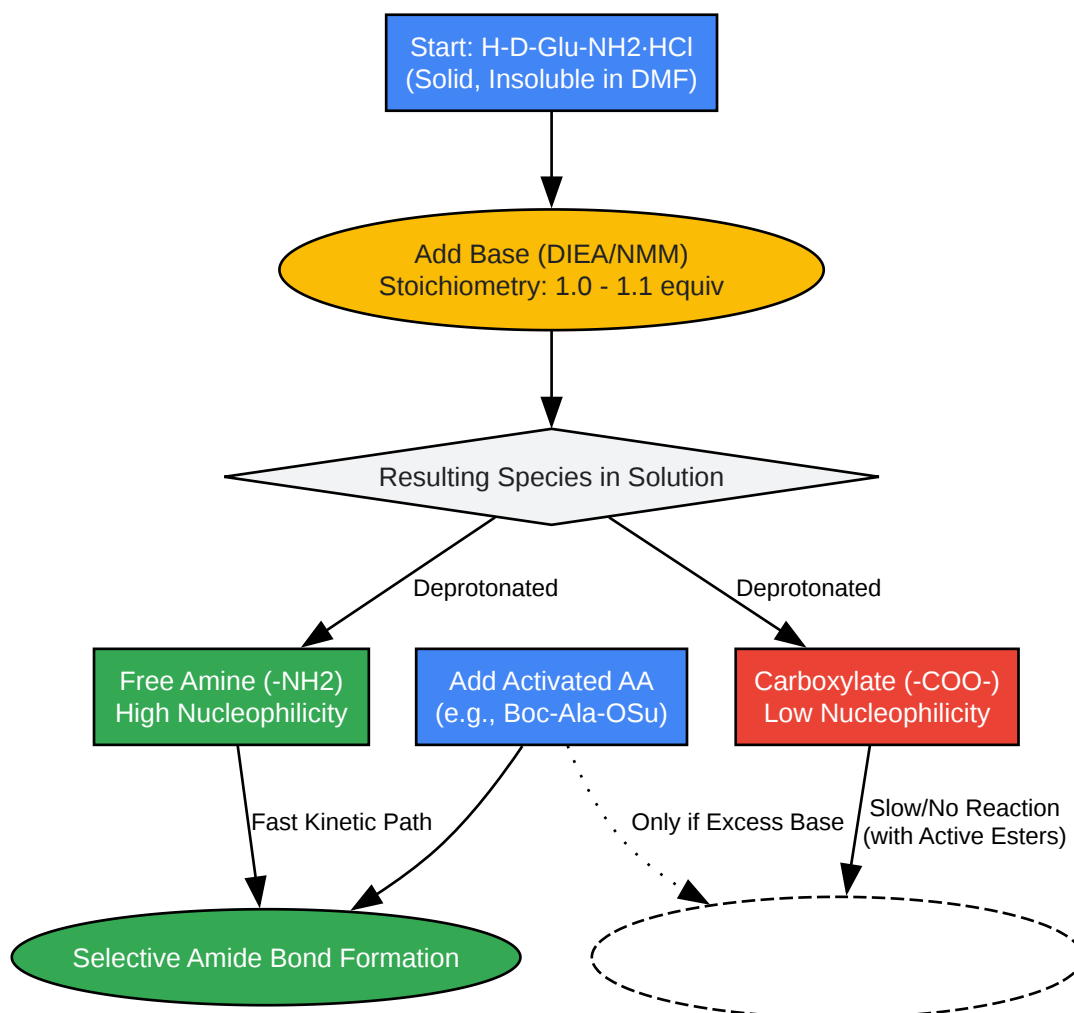 Start: H-D-Glu-NH2·HCl
(Solid, Insoluble in DMF)
Add Base (DIEA/NMM)
Stoichiometry: 1.0 - 1.1 equiv
Resulting Species in Solution
Deprotonated
Deprotonated
Free Amine (-NH2)
High Nucleophilicity
Add Activated AA
(e.g., Boc-Ala-OSu)
Carboxylate (-COO-)
Low Nucleophilicity
Fast Kinetic Path
Only if Excess Base
Slow/No Reaction
(with Active Esters)
Selective Amide Bond Formation